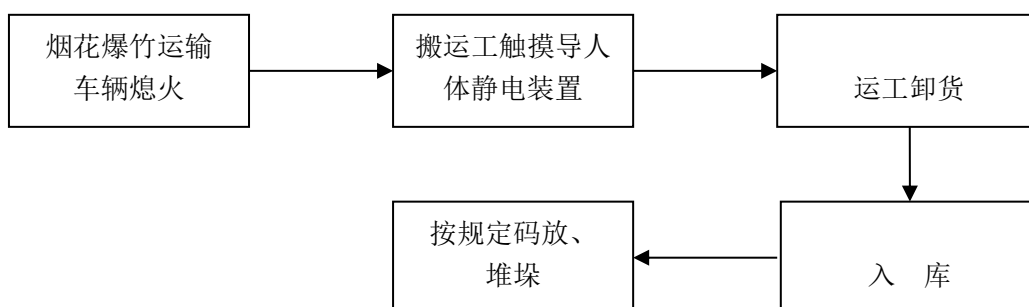 烟花爆竹运输
车辆熄火
搬运工触摸导人
体静电装置
运工卸货
入 库
按规定码放、
堆垛